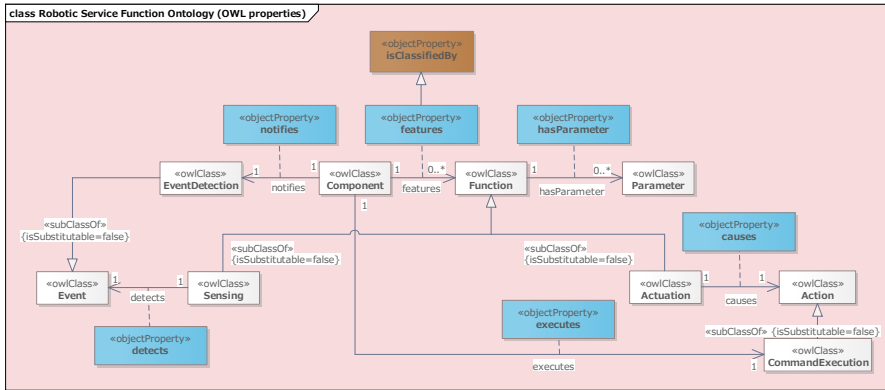 class Robotic Service Function Ontology (OWL properties)
«objectProperty»
isClassifiedBy
«objectProperty»
notifies
«objectProperty»
features
«objectProperty»
hasParameter
«owlClass»
EventDetection
1
notifies
1
«owlClass»
Component
1
features
0..*
«owlClass»
Function
1
hasParameter
0..*
«owlClass»
Parameter
1
«subClassOf»
{isSubstitutable=false}
«subClassOf»
{isSubstitutable=false}
«subClassOf»
{isSubstitutable=false}
«objectProperty»
causes
«owlClass»
Event
1
detects
1
«owlClass»
Sensing
«owlClass»
Actuation
1
causes
1
«owlClass»
Action
«objectProperty»
detects
«objectProperty»
executes
«subClassOf» {isSubstitutable=false}
executes
1
«owlClass»
CommandExecution